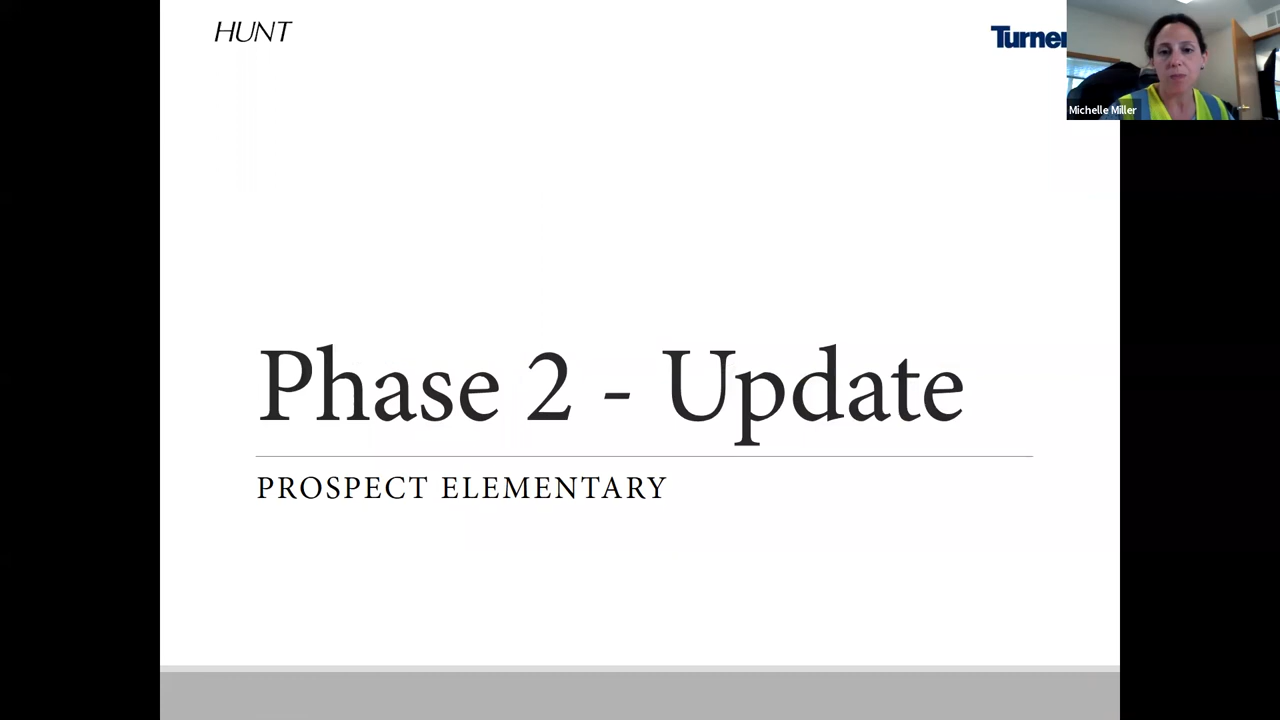 HUNT
Turner
Michelle Miller
Phase 2 - Update
PROSPECT ELEMENTARY